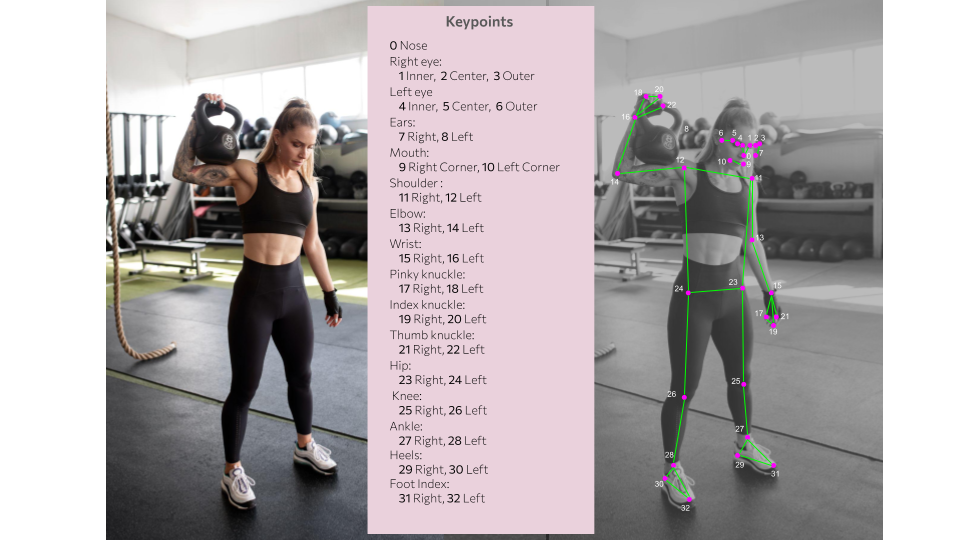 Keypoints
0 Nose
Right eye:
1 Inner, 2 Center, 3 Outer
Left eye
4 Inner, 5 Center, 6 Outer
Ears:
7 Right, 8 Left
Mouth:
9 Right Corner, 10 Left Corner
Shoulder :
11 Right, 12 Left
Elbow:
13 Right, 14 Left
Wrist:
15 Right, 16 Left
Pinky knuckle:
17 Right, 18 Left
Index knuckle:
19 Right, 20 Left
Thumb knuckle:
21 Right, 22 Left
Hip:
23 Right, 24 Left
Knee:
25 Right, 26 Left
Ankle:
27 Right, 28 Left
Heels:
29 Right, 30 Left
Foot Index:
31 Right, 32 Left
18 20
22
16
8
6 5 4 1 2 3
7
10 0
9
12
11
14
13
15
23
24
17 21
19
25
26
27
28
29
31
30
32